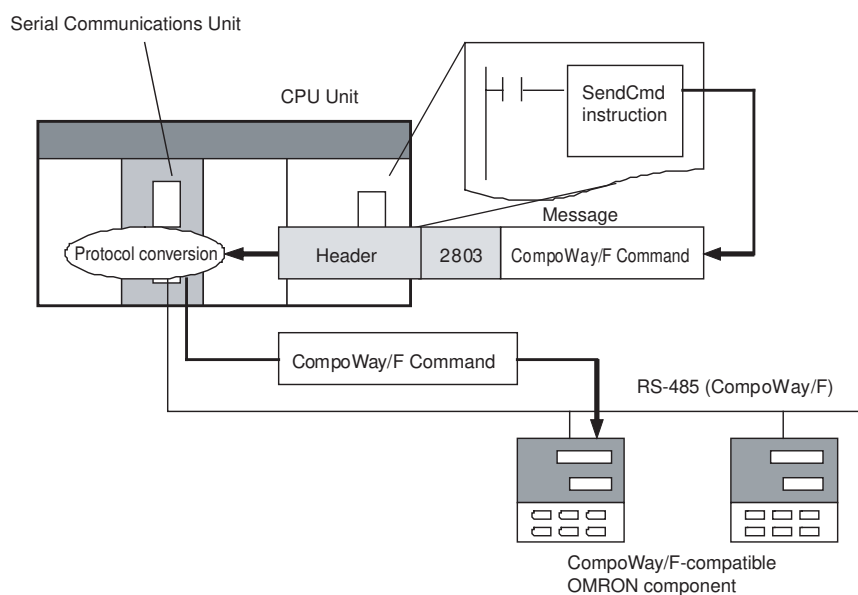 Serial Communications Unit
CPU Unit
SendCmd
instruction
Message
Protocol conversion
Header
2803
CompoWay/F Command
CompoWay/F Command
RS-485 (CompoWay/F)
CompoWay/F-compatible
OMRON component